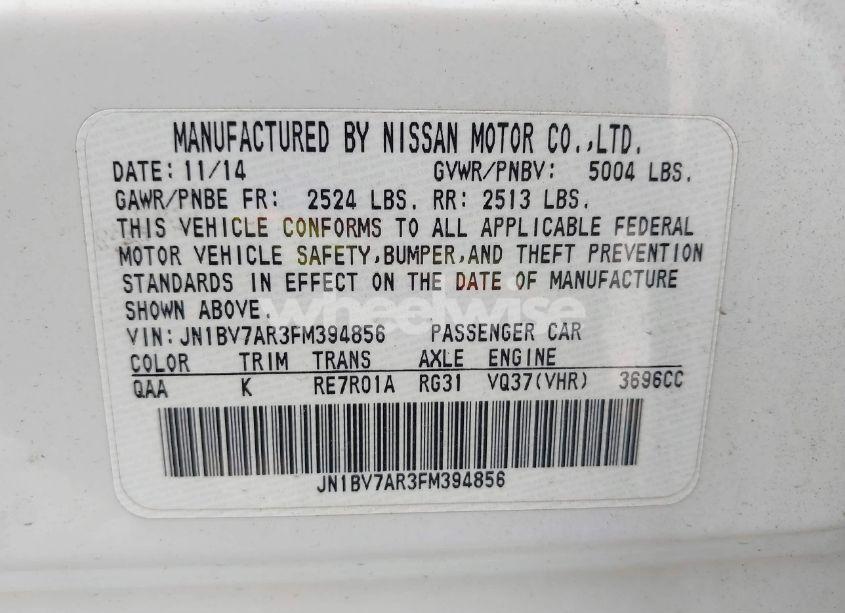 MANUFACTURED BY NISSAN MOTOR CO.,LTD.
DATE: 11/14 GVWR/PNBV: 5004 LBS.
GAWR/PNBE FR: 2524 LBS. RR: 2513 LBS.
THIS VEHICLE CONFORMS TO ALL APPLICABLE FEDERAL
MOTOR VEHICLE SAFETY,BUMPER,AND THEFT PREVENTION
STANDARDS IN EFFECT ON THE DATE OF MANUFACTURE
SHOWN ABOVE.
wheelwise
VIN:JN1BV7AR3FM394856 PASSENGER CAR
COLOR TRIM TRANS AXLE ENGINE
QAA K RE7R01A RG31 VQ37(VHR) 3696CC
JN1BV7AR3FM394856